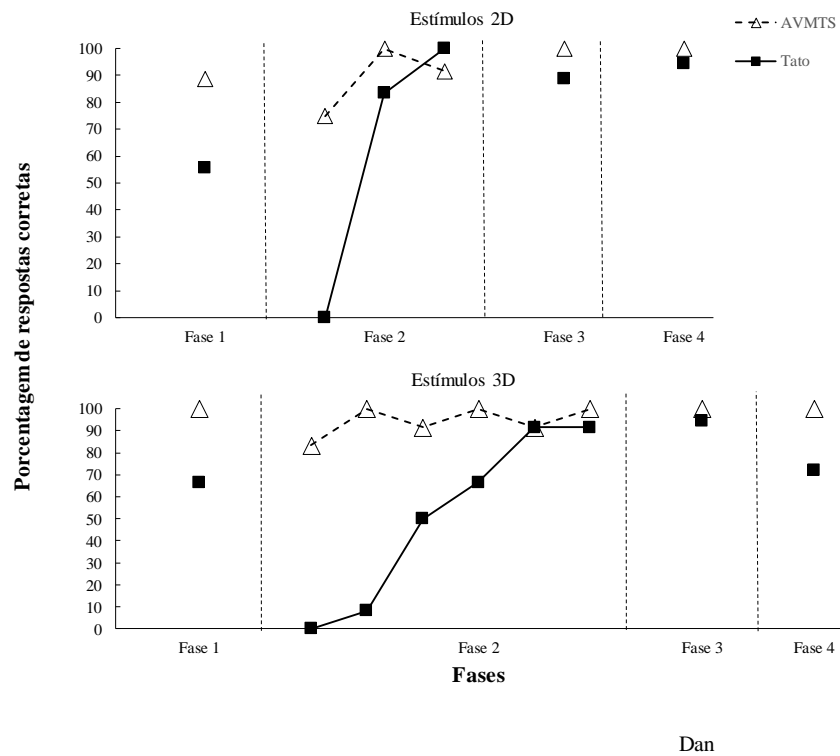 Estímulos 2D
AVMTS
Tato
100
90
80
70
60
50
40
30
20
10
0
Fase 1 Fase 2 Fase 3 Fase 4
Porcentagem de respostas corretas
Estímulos 3D
100
90
80
70
60
50
40
30
20
10
0
Fase 1 Fase 2 Fase 3 Fase 4
Fases
Dan